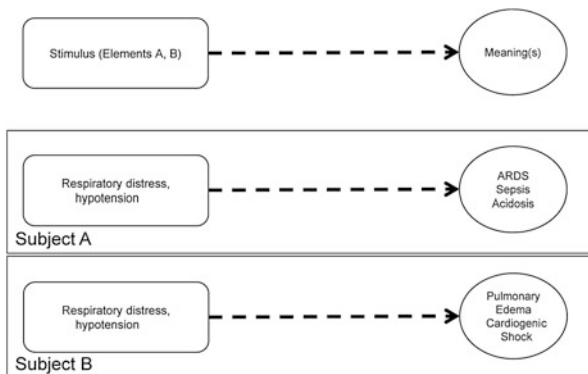 Stimulus (Elements A, B)
Meaning(s)
Respiratory distress,
hypotension
ARDS
Sepsis
Acidosis
Subject A
Respiratory distress,
hypotension
Pulmonary
Edema
Cardiogenic
Shock
Subject B